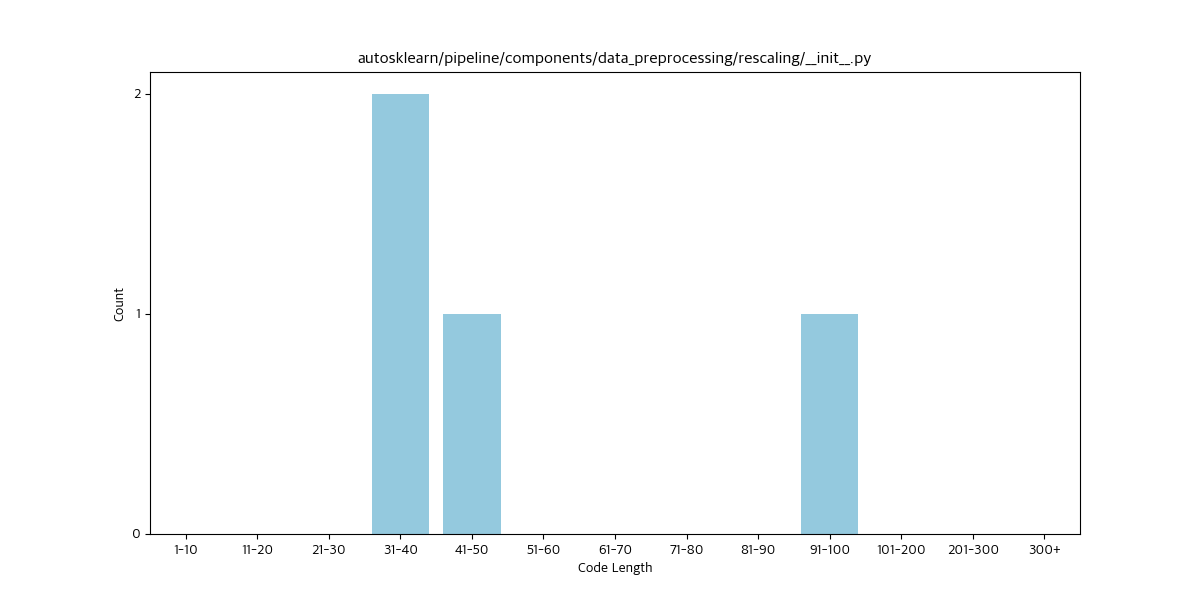 autosklearn/pipeline/components/data_preprocessing/rescaling/__init__.py
2
1
0
Count
1-10 11-20 21-30 31-40 41-50 51-60 61-70 71-80 81-90 91-100 101-200 201-300 300+
Code Length